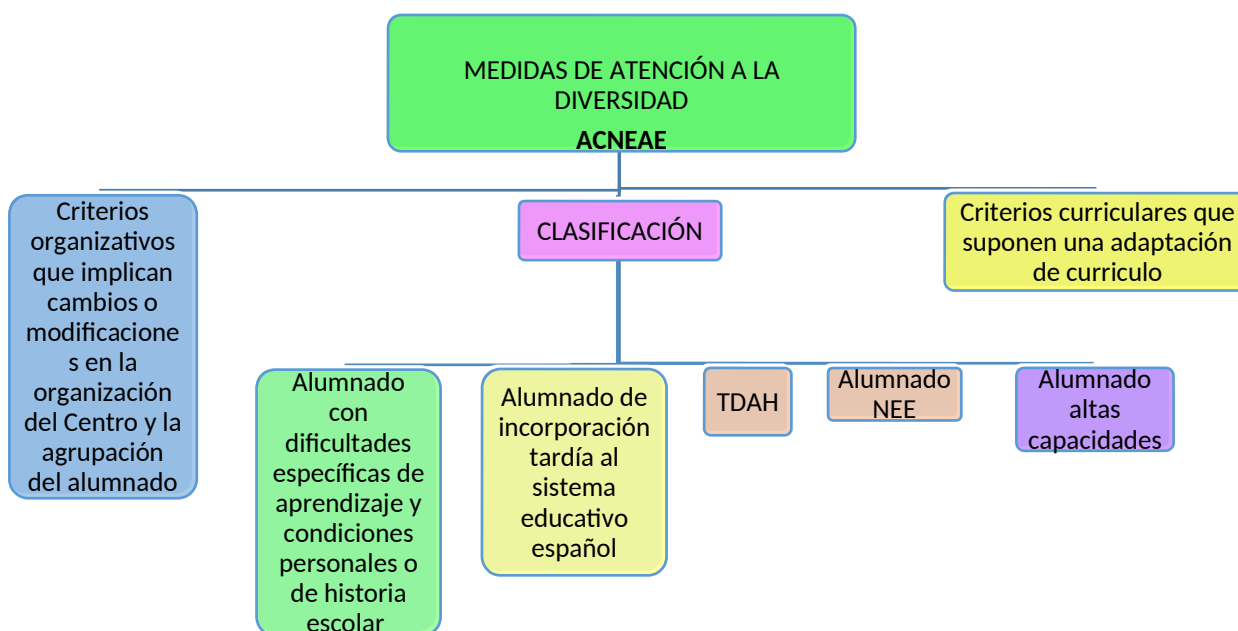 MEDIDAS DE ATENCIÓN A LA
DIVERSIDAD
ACNEAE
Criterios
organizativos
que implican
cambios o
modificacione
s en la
organización
del Centro y la
agrupación
del alumnado
CLASIFICACIÓN
Criterios curriculares que
suponen una adaptación
de curriculo
Alumnado
con
dificultades
específicas de
aprendizaje y
condiciones
personales o
de historia
escolar
Alumnado de
incorporación
tardía al
sistema
educativo
español
TDAH
Alumnado
NEE
Alumnado
altas
capacidades